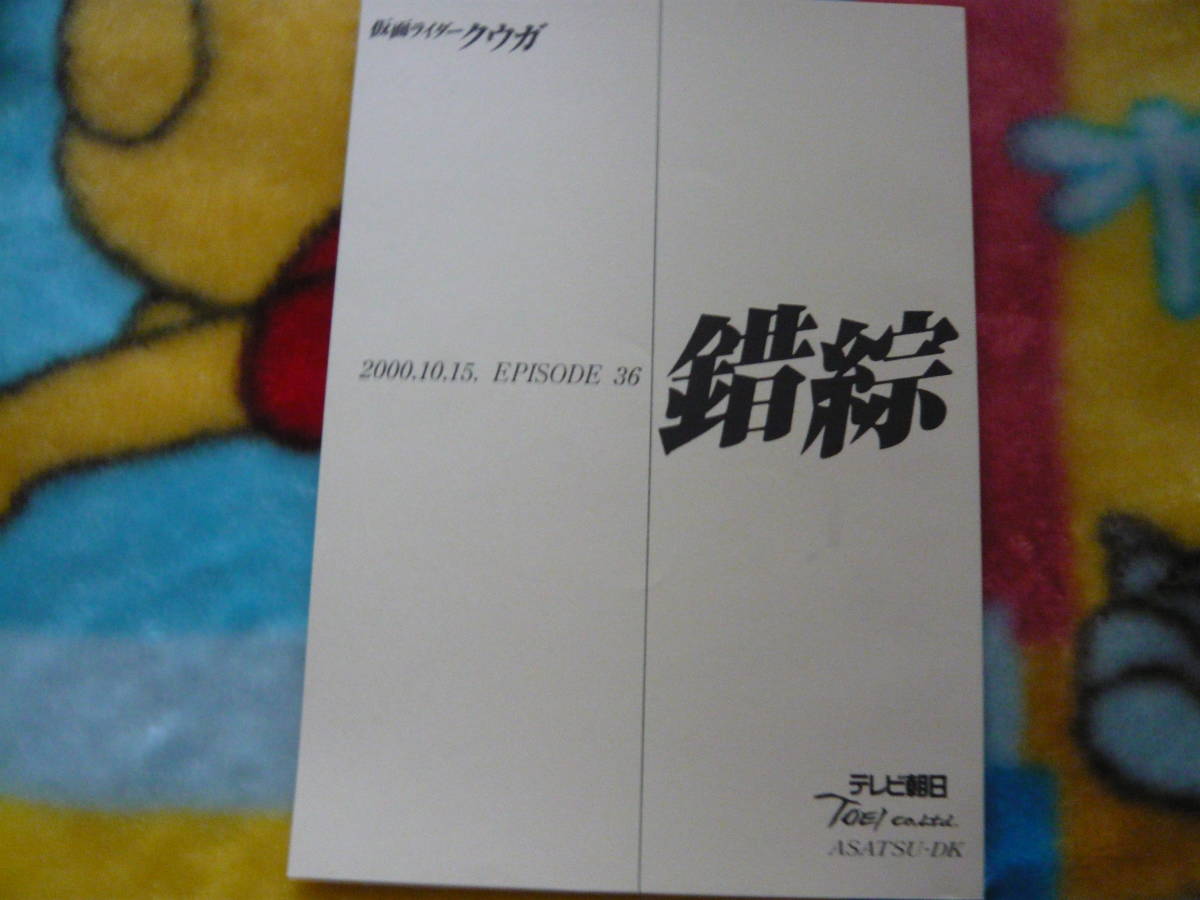 仮面ライダークウガ
2000.10.15. EPISODE 36
錯綜
テレビ朝日
TOEI CO.,Ltd.
ASATSU-DK